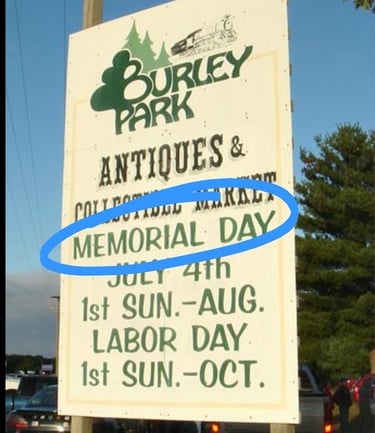 BURLEY
PARK
ANTIQUES &
COLLECTIBLE MARKET
MEMORIAL DAY
JULY 4th
1st SUN.-AUG.
LABOR DAY
1st SUN.-OCT.